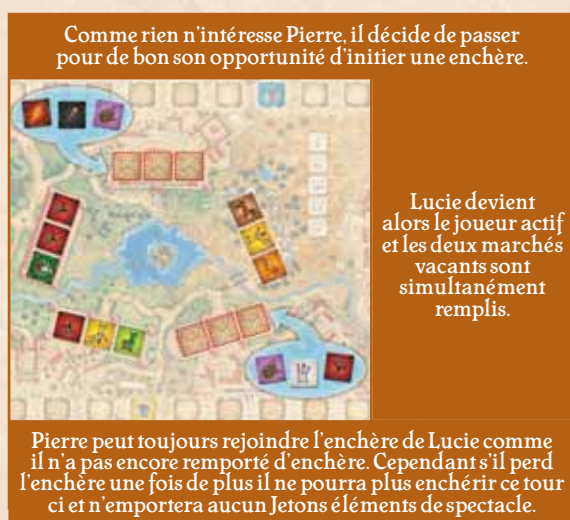 Comme rien n’intéresse Pierre, il décide de passer
pour de bon son opportunité d’initier une enchère.
Lucie devient
alors le joueur actif
et les deux marchés
vacants sont
simultanément
remplis.
Pierre peut toujours rejoindre l’enchère de Lucie comme
il n’a pas encore remporté d’enchère. Cependant s’il perd
l’enchère une fois de plus il ne pourra plus enchérir ce tour
ci et n’emportera aucun Jetons éléments de spectacle.